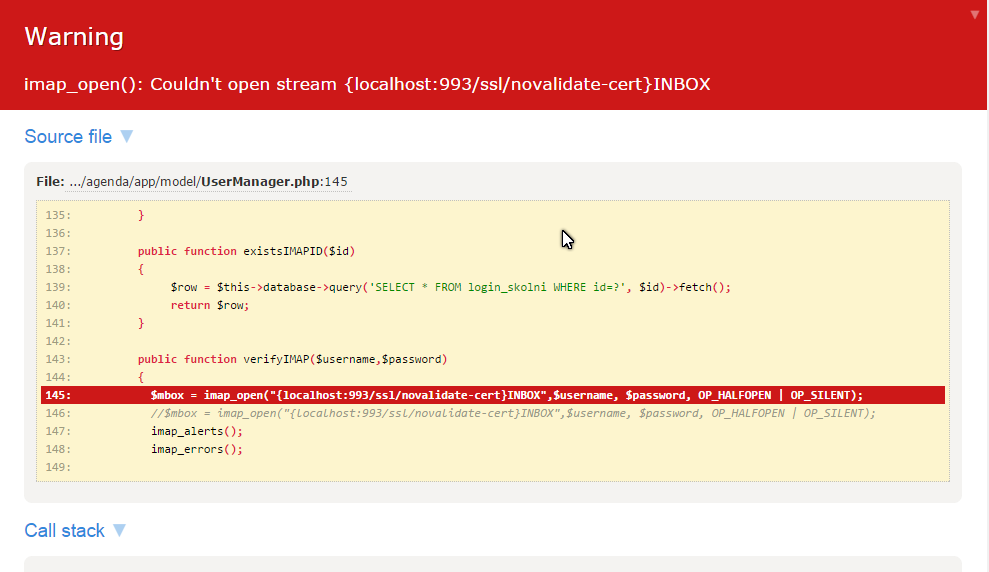 Warning
imap_open(): Couldn't open stream {localhost:993/ssl/novalidate-cert}INBOX
Source file ▼
File: .../agenda/app/model/UserManager.php:145
135:          }
136:
137:          public function existsIMAPID($id)
138:          {
139:               $row = $this->database->query('SELECT * FROM login_skolni WHERE id=?', $id)->fetch();
140:               return $row;
141:          }
142:
143:          public function verifyIMAP($username,$password)
144:          {
145:            $mbox = imap_open("{localhost:993/ssl/novalidate-cert}INBOX",$username, $password, OP_HALFOPEN | OP_SILENT);
146:            //$mbox = imap_open("{localhost:993/ssl/novalidate-cert}INBOX",$username, $password, OP_HALFOPEN | OP_SILENT);
147:            imap_alerts();
148:            imap_errors();
149:
Call stack ▼